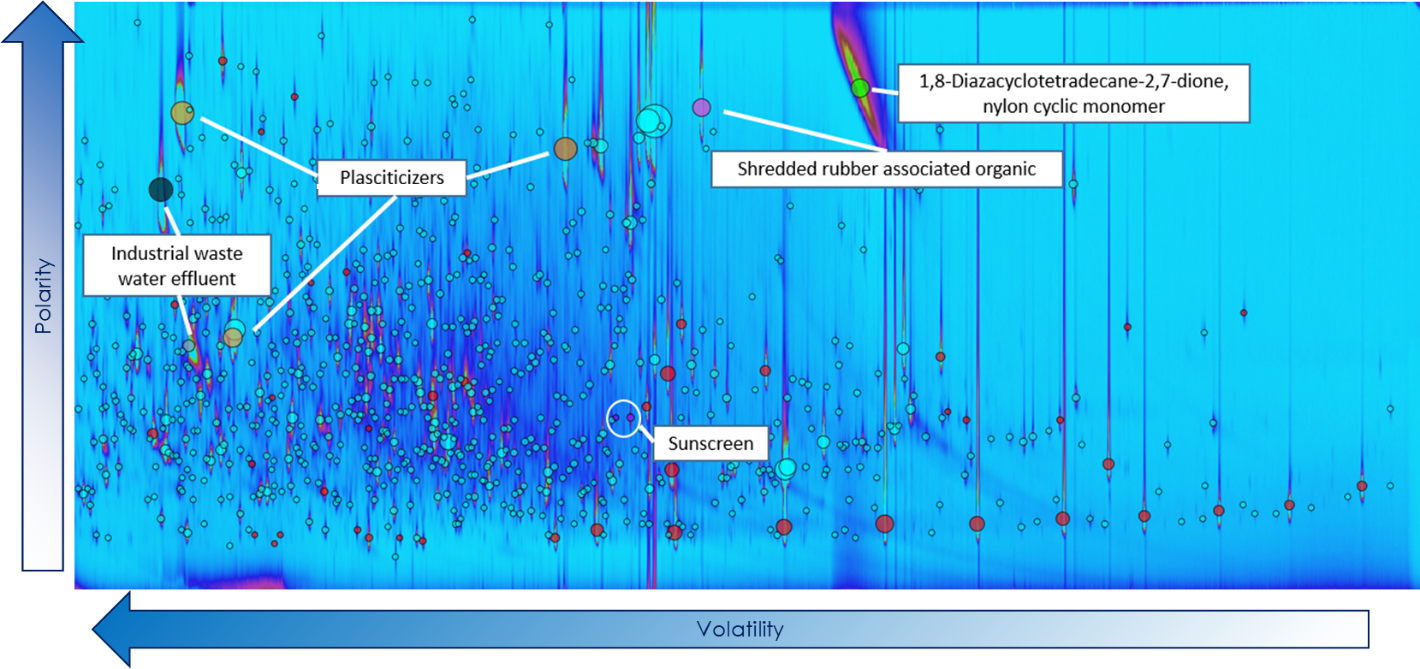 1,8-Diazacyclotetradecane-2,7-dione,
nylon cyclic monomer
Shredded rubber associated organic
Plasciticizers
Industrial waste
water effluent
Polarity
Sunscreen
Volatility